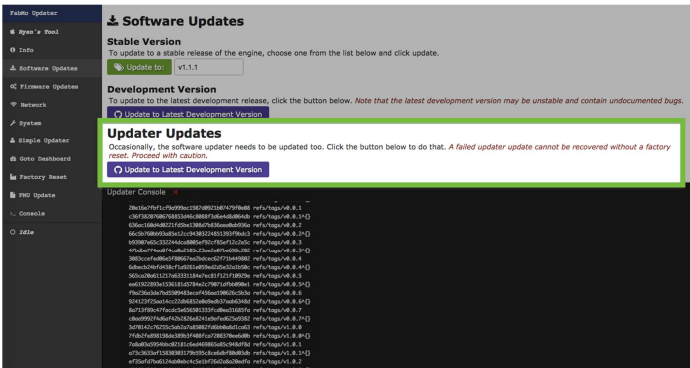 FabMo Updater
Ryan's Tool
Info
Software Updates
Firmware Updates
Network
System
Simple Updater
Goto Dashboard
Factory Reset
PMU Update
Console
Idle
Software Updates
Stable Version
To update to a stable release of the engine, choose one from the list below and click update.
Update to: v1.1.1
Development Version
To update to the latest development release, click the button below. Note that the latest development version may be unstable and contain undocumented bugs.
Update to Latest Development Version
Updater Updates
Occasionally, the software updater needs to be updated too. Click the button below to do that. A failed updater update cannot be recovered without a factory
reset. Proceed with caution.
Update to Latest Development Version
Updater Console ×
refs/tags/v0.0.1
refs/tags/v0.0.1^{}
refs/tags/v0.0.2
refs/tags/v0.0.2^{}
refs/tags/v0.0.3
refs/tags/v0.0.4
refs/tags/v0.0.4^{}
refs/tags/v0.0.5
refs/tags/v0.0.5^{}
refs/tags/v0.0.6
refs/tags/v0.0.6^{}
refs/tags/v0.0.7
refs/tags/v0.0.7^{}
refs/tags/v1.0.0
refs/tags/v1.0.0^{}
refs/tags/v1.0.1
refs/tags/v1.0.1^{}
refs/tags/v1.0.2